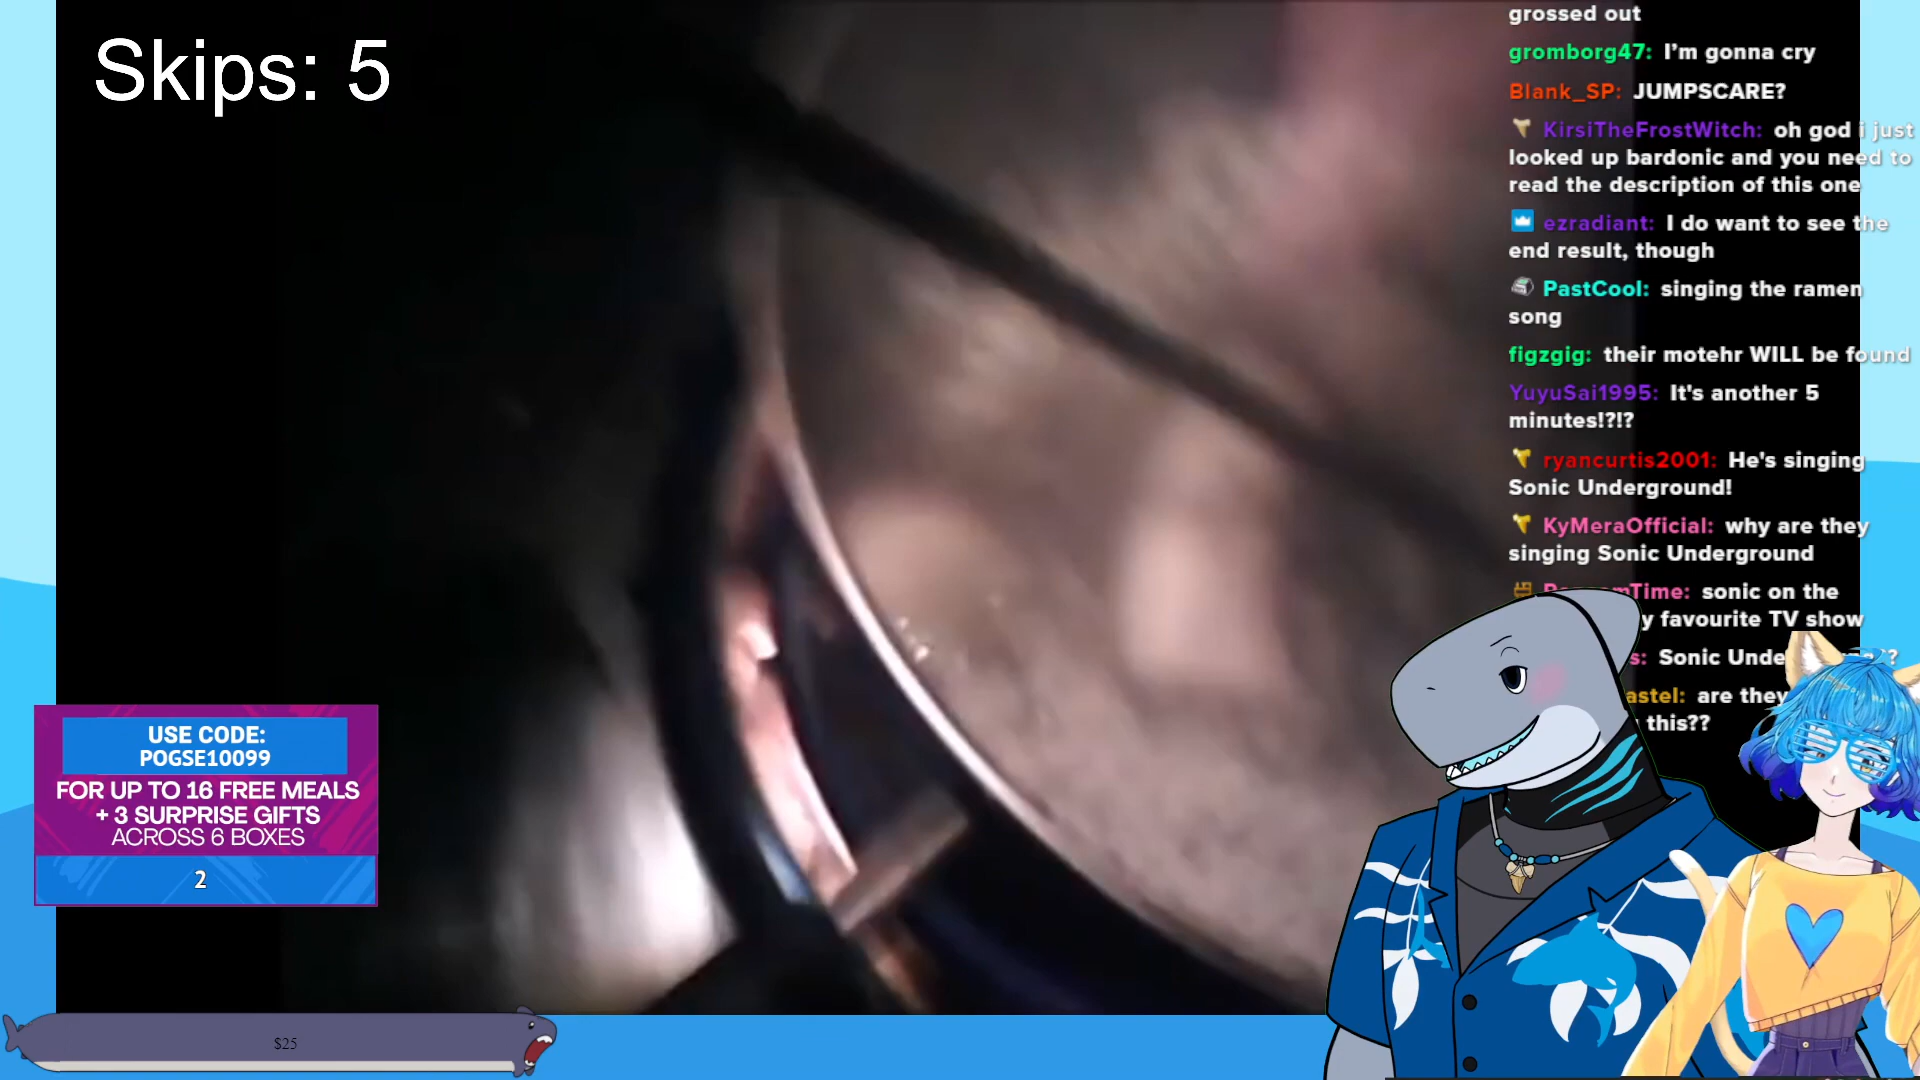 Skips: 5
grossed out
gromborg47: I'm gonna cry
Blank_SP: JUMPSCARE?
KirsiTheFrostWitch: oh god i just
looked up bardonic and you need to
read the description of this one
ezradiant: I do want to see the
end result, though
PastCool: singing the ramen
song
figzgig: their motehr WILL be found
YuyuSai1995: It's another 5
minutes!?!?
ryancurtis2001: He's singing
Sonic Underground!
KyMeraOfficial: why are they
singing Sonic Underground
Time: sonic on the
y favourite TV show
s: Sonic Unde
astel: are they
this??
USE CODE:
POGSE10099
FOR UP TO 16 FREE MEALS
+ 3 SURPRISE GIFTS
ACROSS 6 BOXES
2
$25